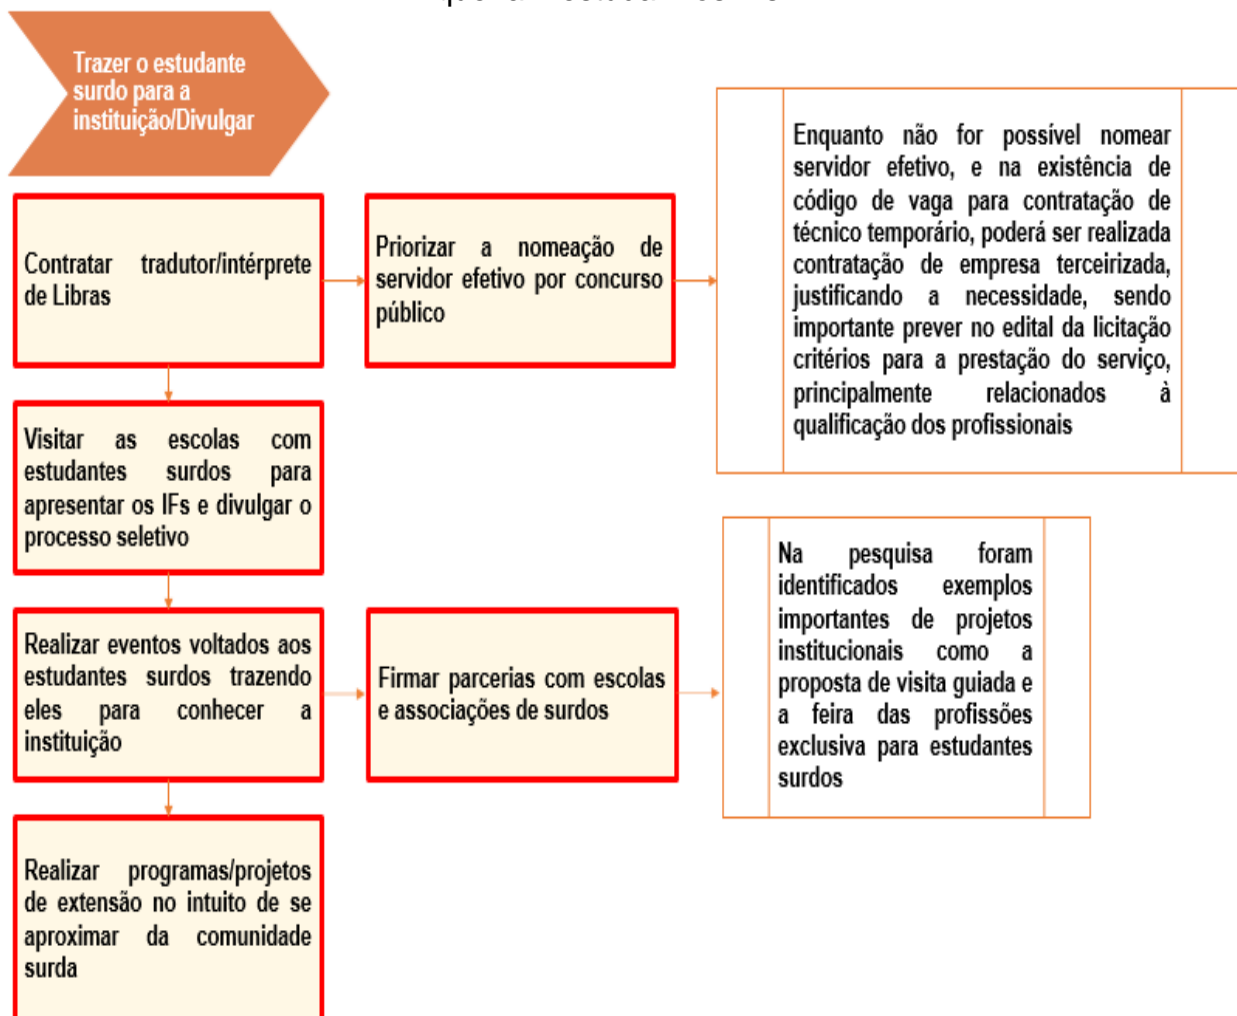 Trazer o estudante
surdo para a
instituição/Divulgar
Contratar tradutor/intérprete
de Libras
Priorizar a nomeação de
servidor efetivo por concurso
público
Enquanto não for possível nomear
servidor efetivo, e na existência de
código de vaga para contratação de
técnico temporário, poderá ser realizada
contratação de empresa terceirizada,
justificando a necessidade, sendo
importante prever no edital da licitação
critérios para a prestação do serviço,
principalmente relacionados à
qualificação dos profissionais
Visitar as escolas com
estudantes surdos para
apresentar os IFs e divulgar o
processo seletivo
Realizar eventos voltados aos
estudantes surdos trazendo
eles para conhecer a
instituição
Firmar parcerias com escolas
e associações de surdos
Na pesquisa foram
identificados exemplos
importantes de projetos
institucionais como a
proposta de visita guiada e
a feira das profissões
exclusiva para estudantes
surdos
Realizar programas/projetos
de extensão no intuito de se
aproximar da comunidade
surda